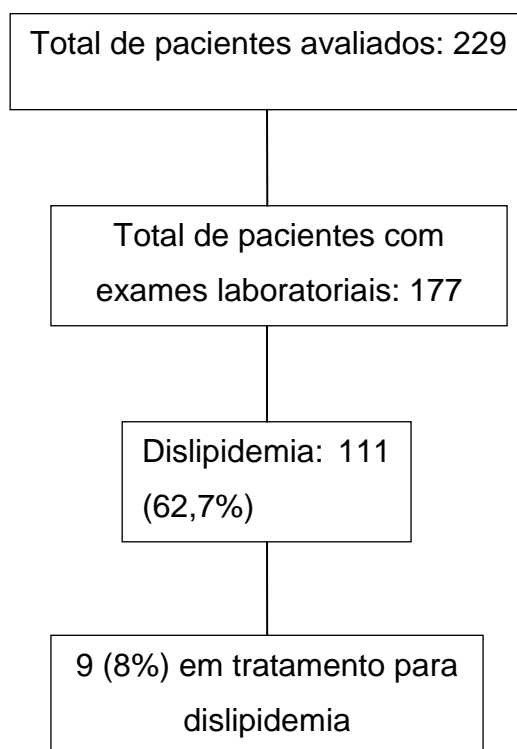 Total de pacientes avaliados: 229
Total de pacientes com
exames laboratoriais: 177
Dislipidemia: 111
(62,7%)
9 (8%) em tratamento para
dislipidemia